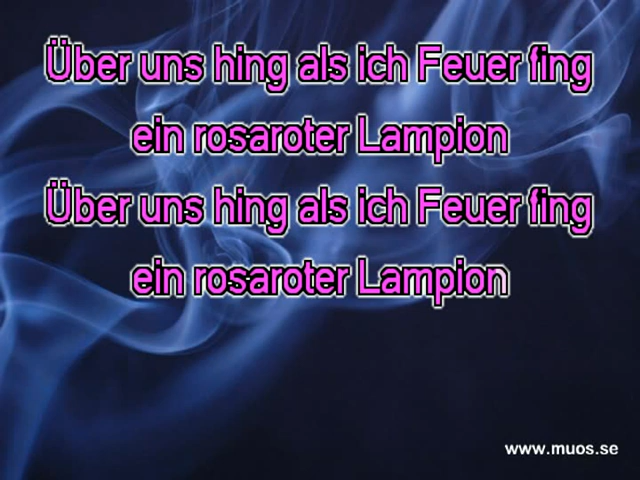 Über uns hing als ich Feuer fing
ein rosaroter Lampion
Über uns hing als ich Feuer fing
ein rosaroter Lampion
www.muos.se